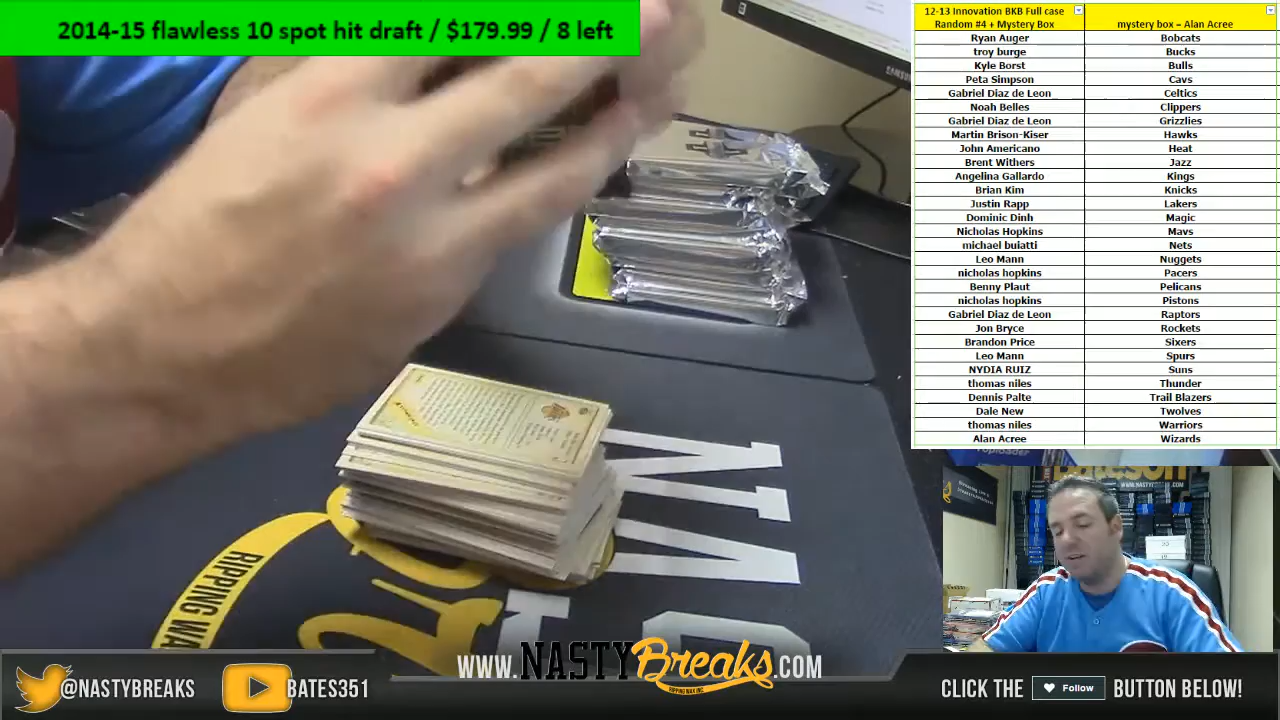 2014-15 flawless 10 spot hit draft / $179.99 / 8 left
SAMSUNG
12-13 Innovation BKB Full case
Random #4 + Mystery Box
mystery box – Alan Acree
Ryan Auger Bobcats
troy burge Bucks
Kyle Borst Bulls
Peta Simpson Cavs
Gabriel Diaz de Leon Celtics
Noah Belles Clippers
Gabriel Diaz de Leon Grizzlies
Martin Brison-Kiser Hawks
John Americano Heat
Brent Withers Jazz
Angelina Gallardo Kings
Brian Kim Knicks
Justin Rapp Lakers
Dominic Dinh Magic
Nicholas Hopkins Mavs
michael buiatti Nets
Leo Mann Nuggets
nicholas hopkins Pacers
Benny Plaut Pelicans
nicholas hopkins Pistons
Gabriel Diaz de Leon Raptors
Jon Bryce Rockets
Brandon Price Sixers
Leo Mann Spurs
NYDIA RUIZ Suns
thomas niles Thunder
Dennis Palte Trail Blazers
Dale New Twolves
thomas niles Warriors
Alan Acree Wizards
RIPPING WA
WWW.NASTYBreaks.COM
RIPPING WAX INC
@NASTYBREAKS
BATES351
CLICK THE Follow BUTTON BELOW!